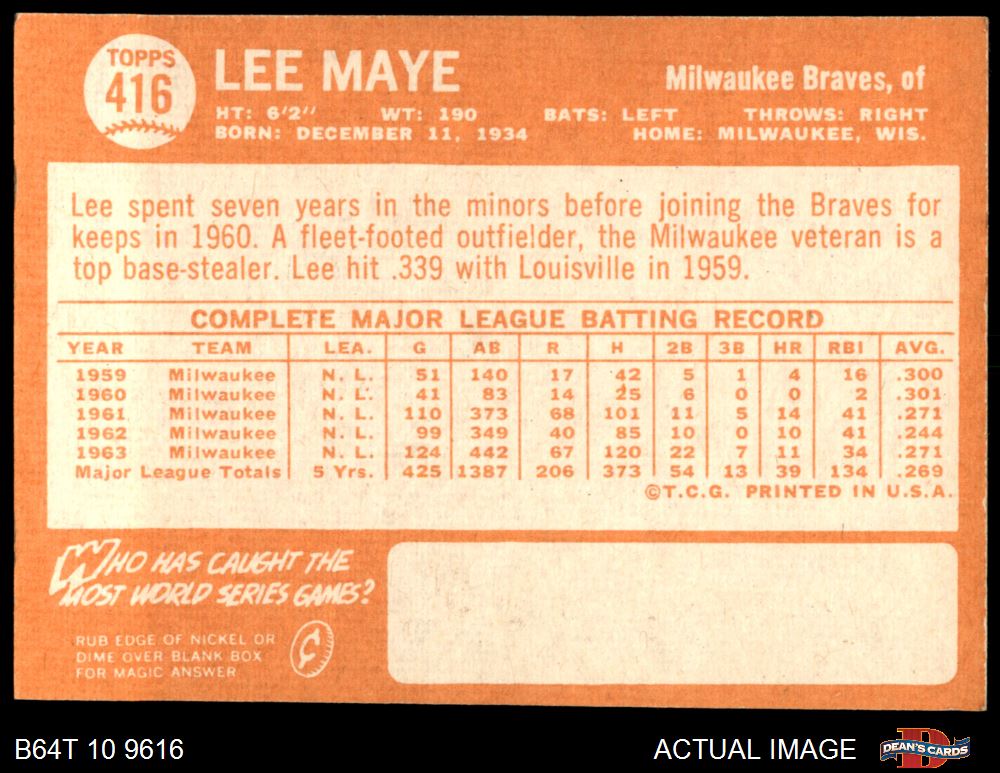 TOPPS
416
LEE MAYE
Milwaukee Braves, of
HT: 6'2" WT: 190 BATS: LEFT THROWS: RIGHT
BORN: DECEMBER 11, 1934 HOME: MILWAUKEE, WIS.
Lee spent seven years in the minors before joining the Braves for
keeps in 1960. A fleet-footed outfielder, the Milwaukee veteran is a
top base-stealer. Lee hit .339 with Louisville in 1959.
COMPLETE MAJOR LEAGUE BATTING RECORD
YEAR TEAM LEA. G AB R H 2B 3B HR RBI AVG.
1959 Milwaukee N. L. 51 140 17 42 5 1 4 16 .300
1960 Milwaukee N. L. 41 83 14 25 6 0 0 2 .301
1961 Milwaukee N. L. 110 373 68 101 11 5 14 41 .271
1962 Milwaukee N. L. 99 349 40 85 10 0 10 41 .244
1963 Milwaukee N. L. 124 442 67 120 22 7 11 34 .271
Major League Totals 5 Yrs. 425 1387 206 373 54 13 39 134 .269
©T.C.G. PRINTED IN U.S.A.
WHO HAS CAUGHT THE
MOST WORLD SERIES GAMES?
RUB EDGE OF NICKEL OR
DIME OVER BLANK BOX
FOR MAGIC ANSWER
¢
B64T 10 9616
ACTUAL IMAGE
DEAN'S CARDS